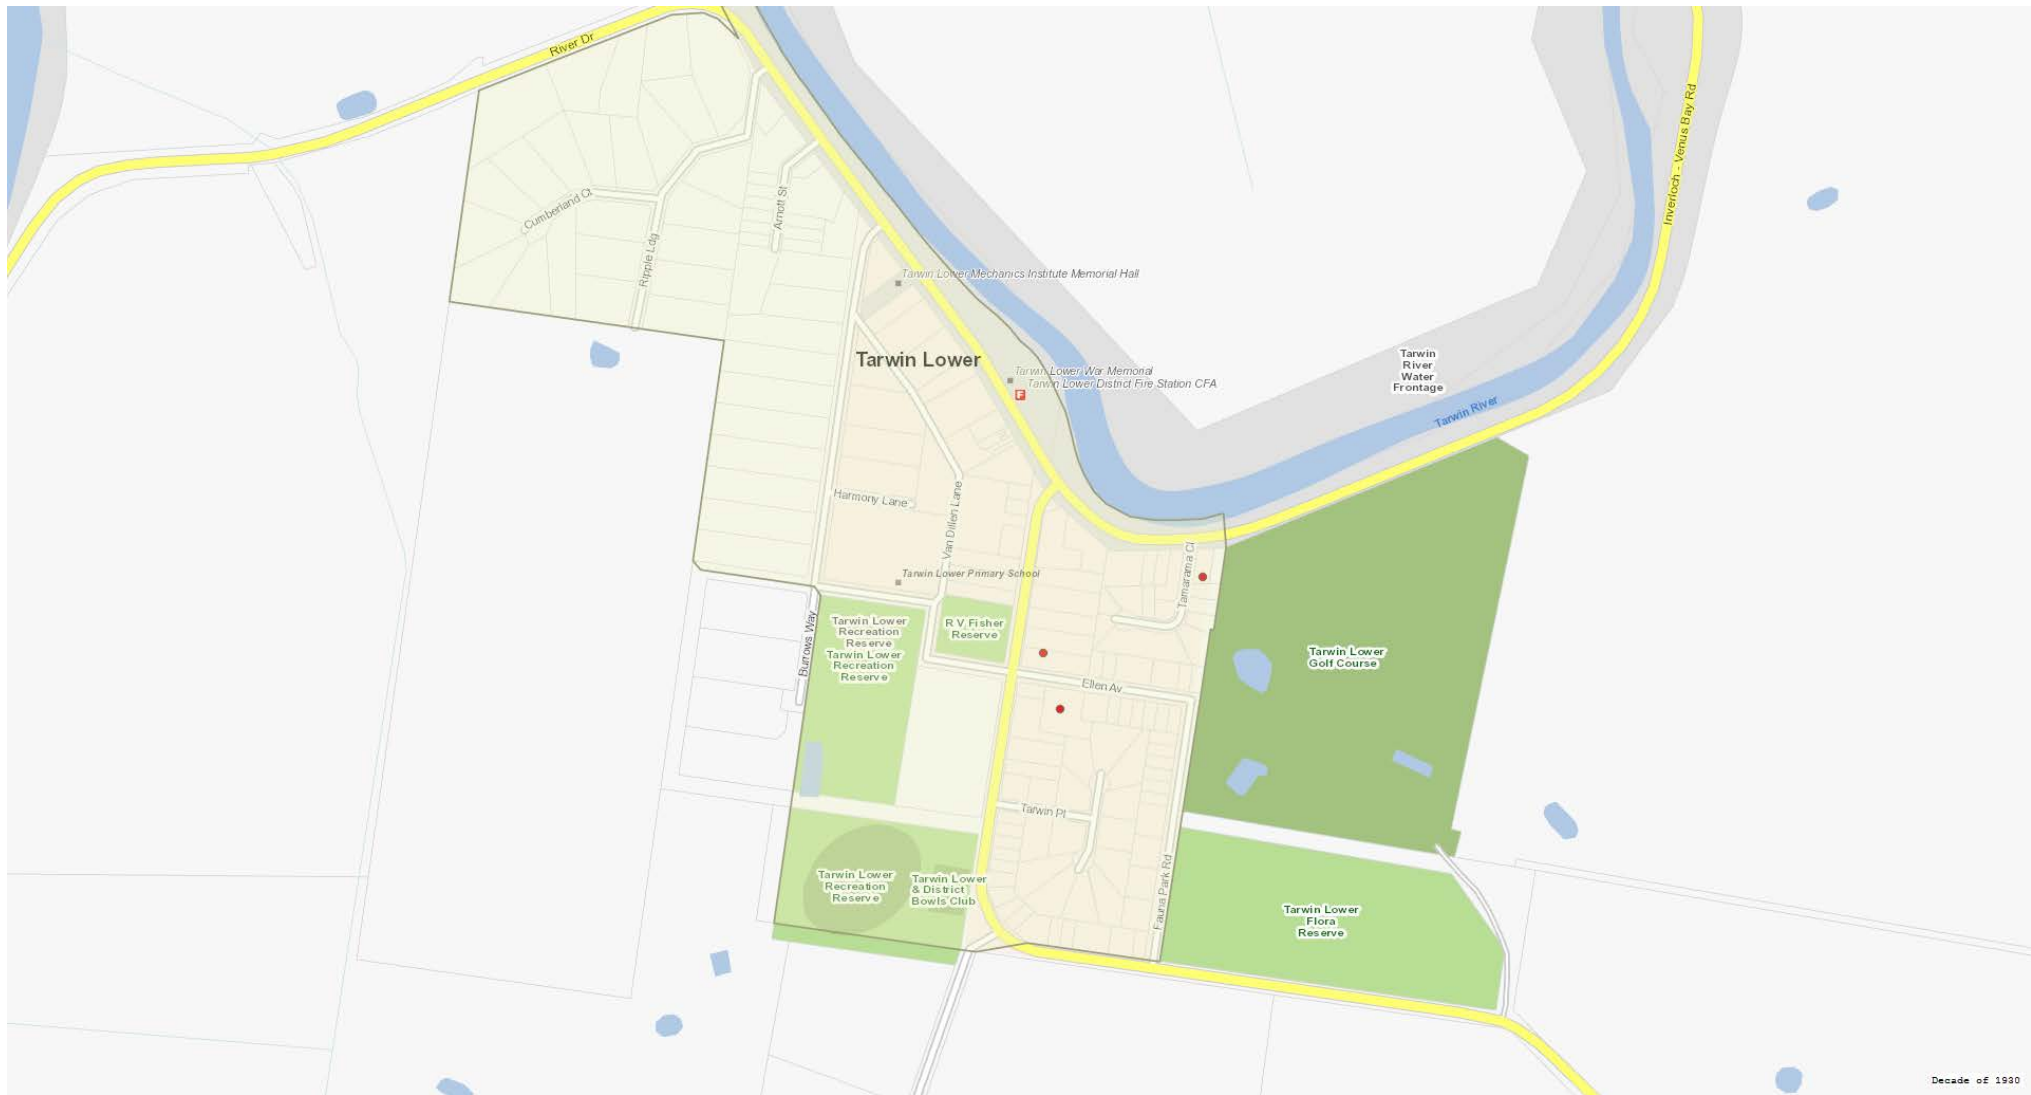 River Dr
Inverloch - Venus Bay Rd
Cumberland Ct
Arnott St
Ripple Ldg
Tarwin Lower Mechanics Institute Memorial Hall
Tarwin Lower
Tarwin Lower War Memorial
Tarwin Lower District Fire Station CFA
F
Tarwin
River
Water
Frontage
Tarwin River
Harmony Lane
Van Dillen Lane
Tamarama Cl
Tarwin Lower Primary School
Burrows Way
Tarwin Lower
Recreation
Reserve
Tarwin Lower
Recreation
Reserve
R V Fisher
Reserve
Tarwin Lower
Golf Course
Ellen Av
Tarwin Pl
Fauna Park Rd
Tarwin Lower
Recreation
Reserve
Tarwin Lower
& District
Bowls Club
Tarwin Lower
Flora
Reserve
Decade of 1930